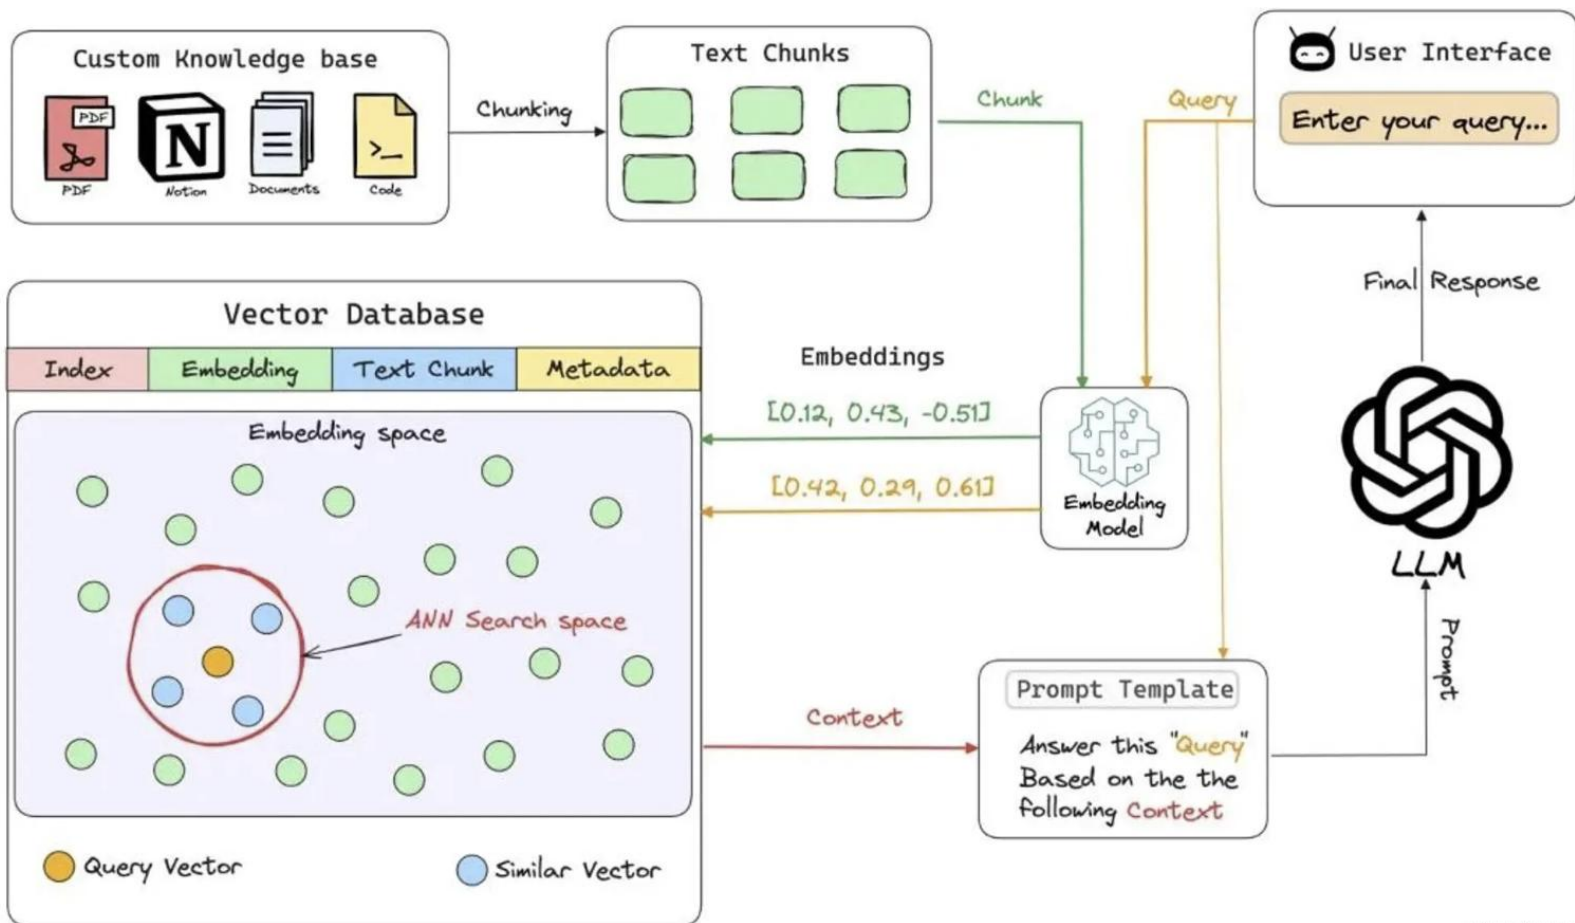 Custom Knowledge base
PDF
PDF
Notion
Documents
Code
Chunking
Text Chunks
Chunk
Query
User Interface
Enter your query...
Final Response
Vector Database
Index
Embedding
Text Chunk
Metadata
Embedding space
ANN Search space
Query Vector
Similar Vector
Embeddings
[0.12, 0.43, -0.51]
[0.42, 0.29, 0.61]
Embedding
Model
LLM
Prompt
Context
Prompt Template
Answer this "Query"
Based on the the
following Context